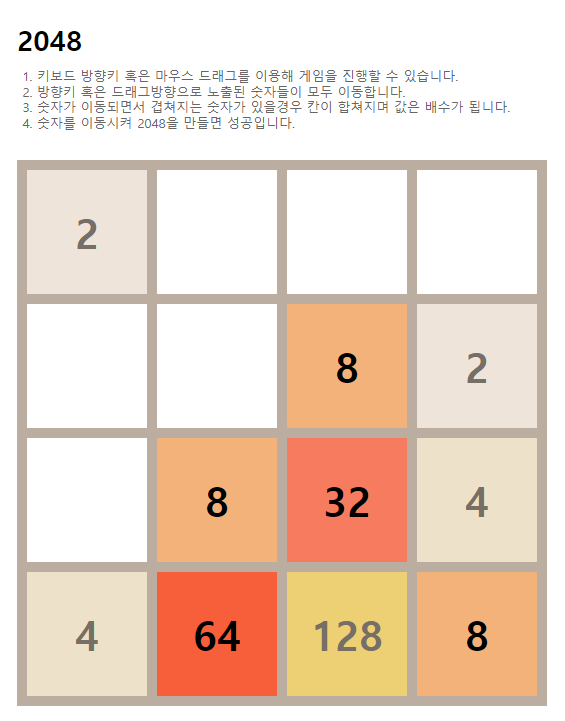 2048
1. 키보드 방향키 혹은 마우스 드래그를 이용해 게임을 진행할 수 있습니다.
2. 방향키 혹은 드래그방향으로 노출된 숫자들이 모두 이동합니다.
3. 숫자가 이동되면서 겹쳐지는 숫자가 있을경우 칸이 합쳐지며 값은 배수가 됩니다.
4. 숫자를 이동시켜 2048을 만들면 성공입니다.
2
8 2
8 32 4
4 64 128 8